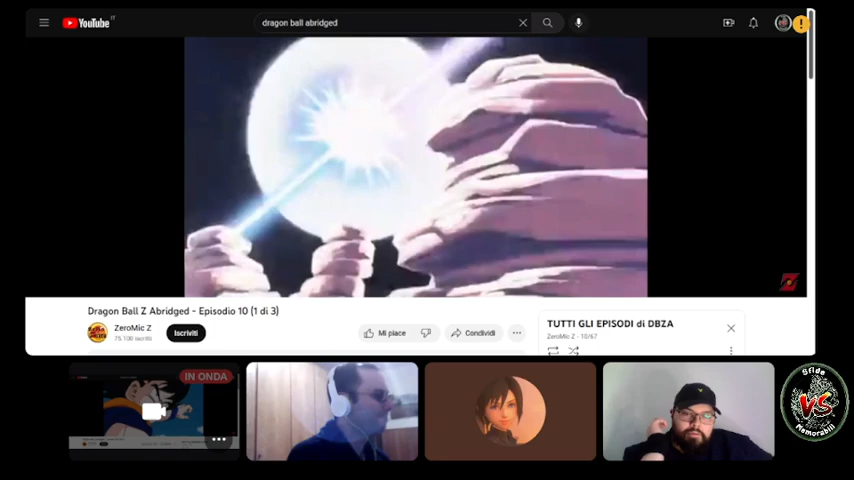 YouTube IT
dragon ball abridged
Dragon Ball Z Abridged - Episodio 10 (1 di 3)
ZeroMic Z
75.100 iscritti
Iscriviti
Mi piace
Condividi
TUTTI GLI EPISODI di DBZA
ZeroMic Z - 10/67
IN ONDA
Sfide
VS
Memorabili